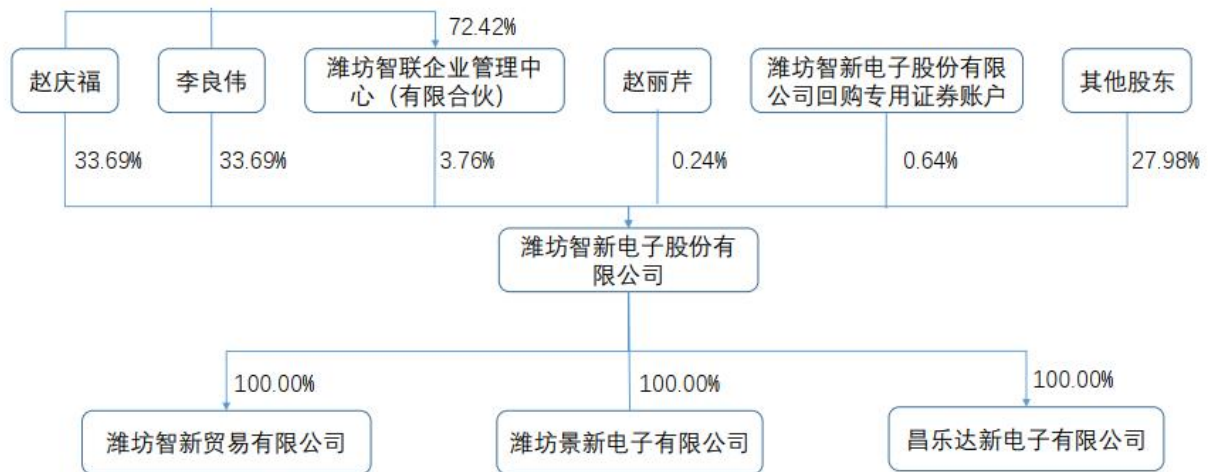 72.42%
赵庆福
李良伟
潍坊智联企业管理中
心（有限合伙）
赵丽芹
潍坊智新电子股份有限
公司回购专用证券账户
其他股东
33.69%
33.69%
3.76%
0.24%
0.64%
27.98%
潍坊智新电子股份有
限公司
100.00%
100.00%
100.00%
潍坊智新贸易有限公司
潍坊景新电子有限公司
昌乐达新电子有限公司